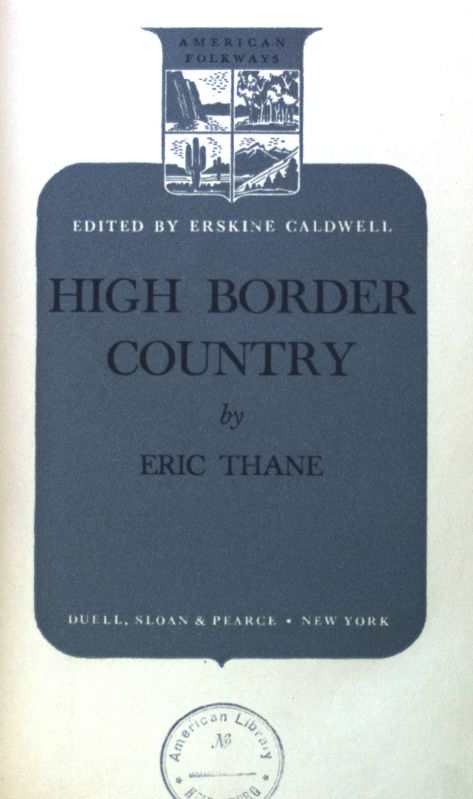 AMERICAN
FOLKWAYS
EDITED BY ERSKINE CALDWELL
HIGH BORDER
COUNTRY
by
ERIC THANE
DUELL, SLOAN & PEARCE • NEW YORK
American Library
№